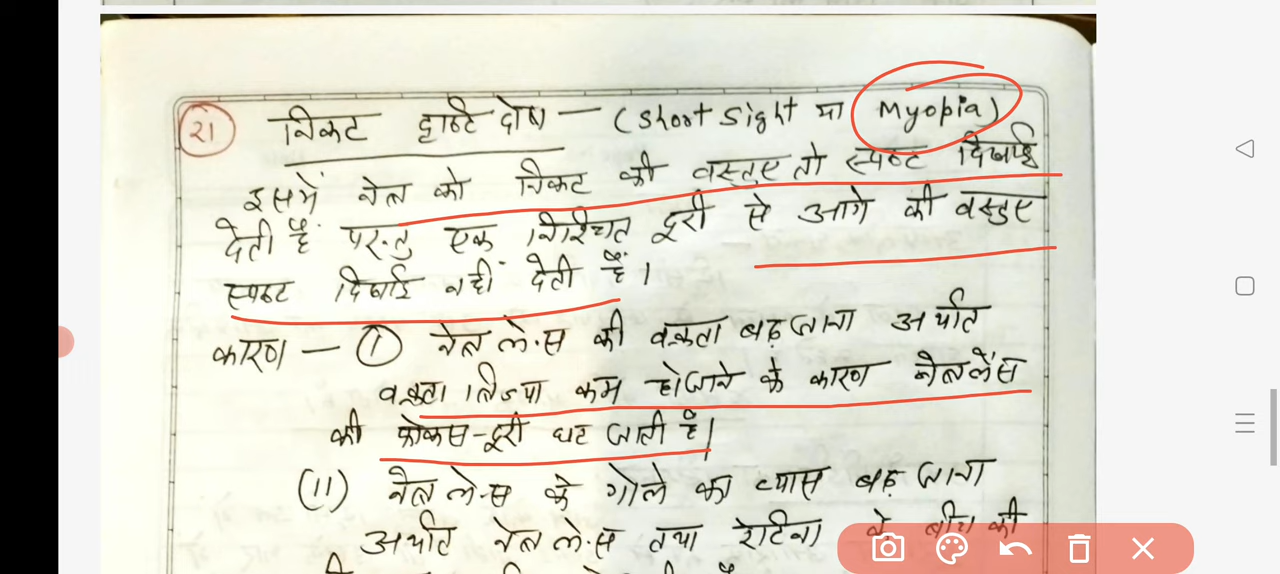 21 निकट दृष्टि दोष — (Short Sight या Myopia)
इसमें नेत्र को निकट की वस्तुए तो स्पष्ट दिखाई
देती हैं परन्तु एक निश्चित दूरी से आगे की वस्तुए
स्पष्ट दिखाई नहीं देती हैं।
कारण — (i) नेत्र लेन्स की वक्रता बढ़ जाना अर्थात
वक्रता त्रिज्या कम हो जाने के कारण नेत्र लेंस
की फोकस-दूरी घट जाती है।
(ii) नेत्र लेन्स के गोले का व्यास बढ़ जाना
अर्थात नेत्र लेन्स तथा रेटिना के बीच की